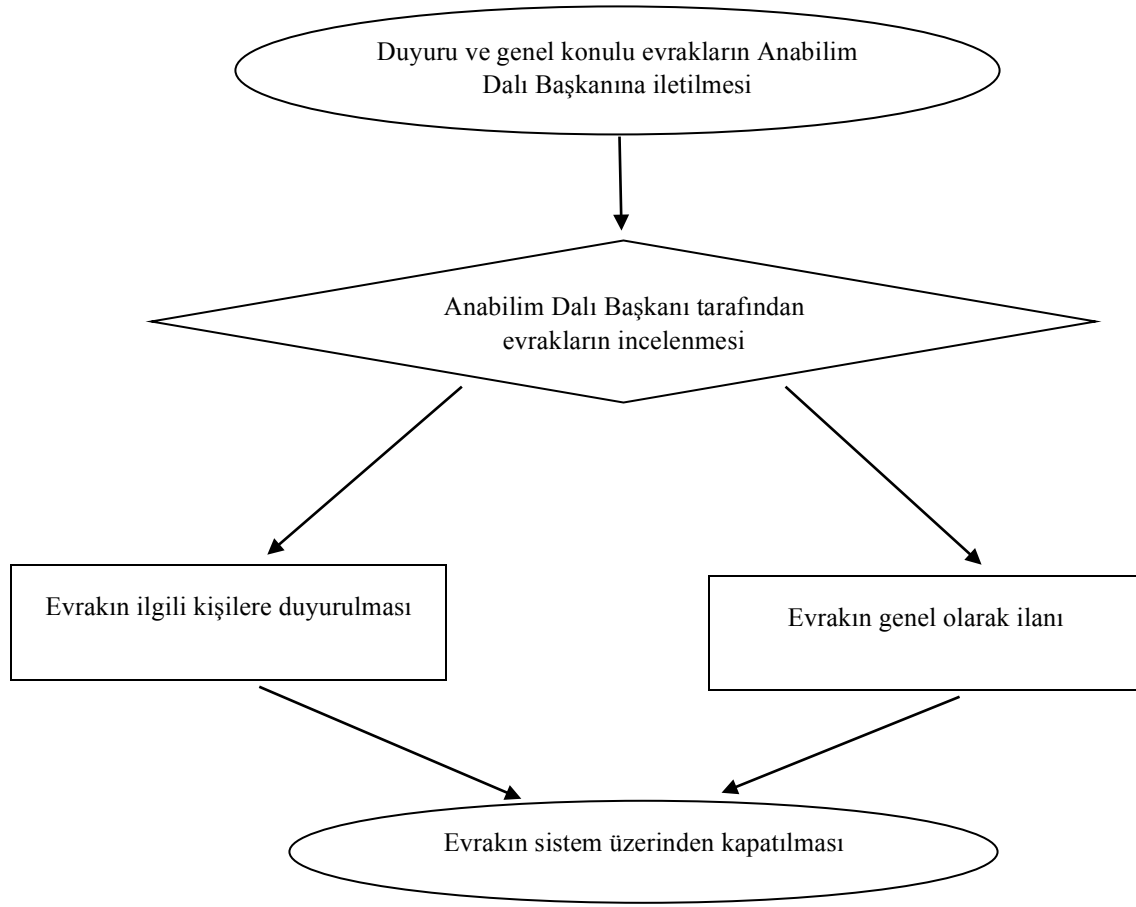 Duyuru ve genel konulu evrakların Anabilim
Dalı Başkanına iletilmesi
Anabilim Dalı Başkanı tarafından
evrakların incelenmesi
Evrakın ilgili kişilere duyurulması
Evrakın genel olarak ilanı
Evrakın sistem üzerinden kapatılması